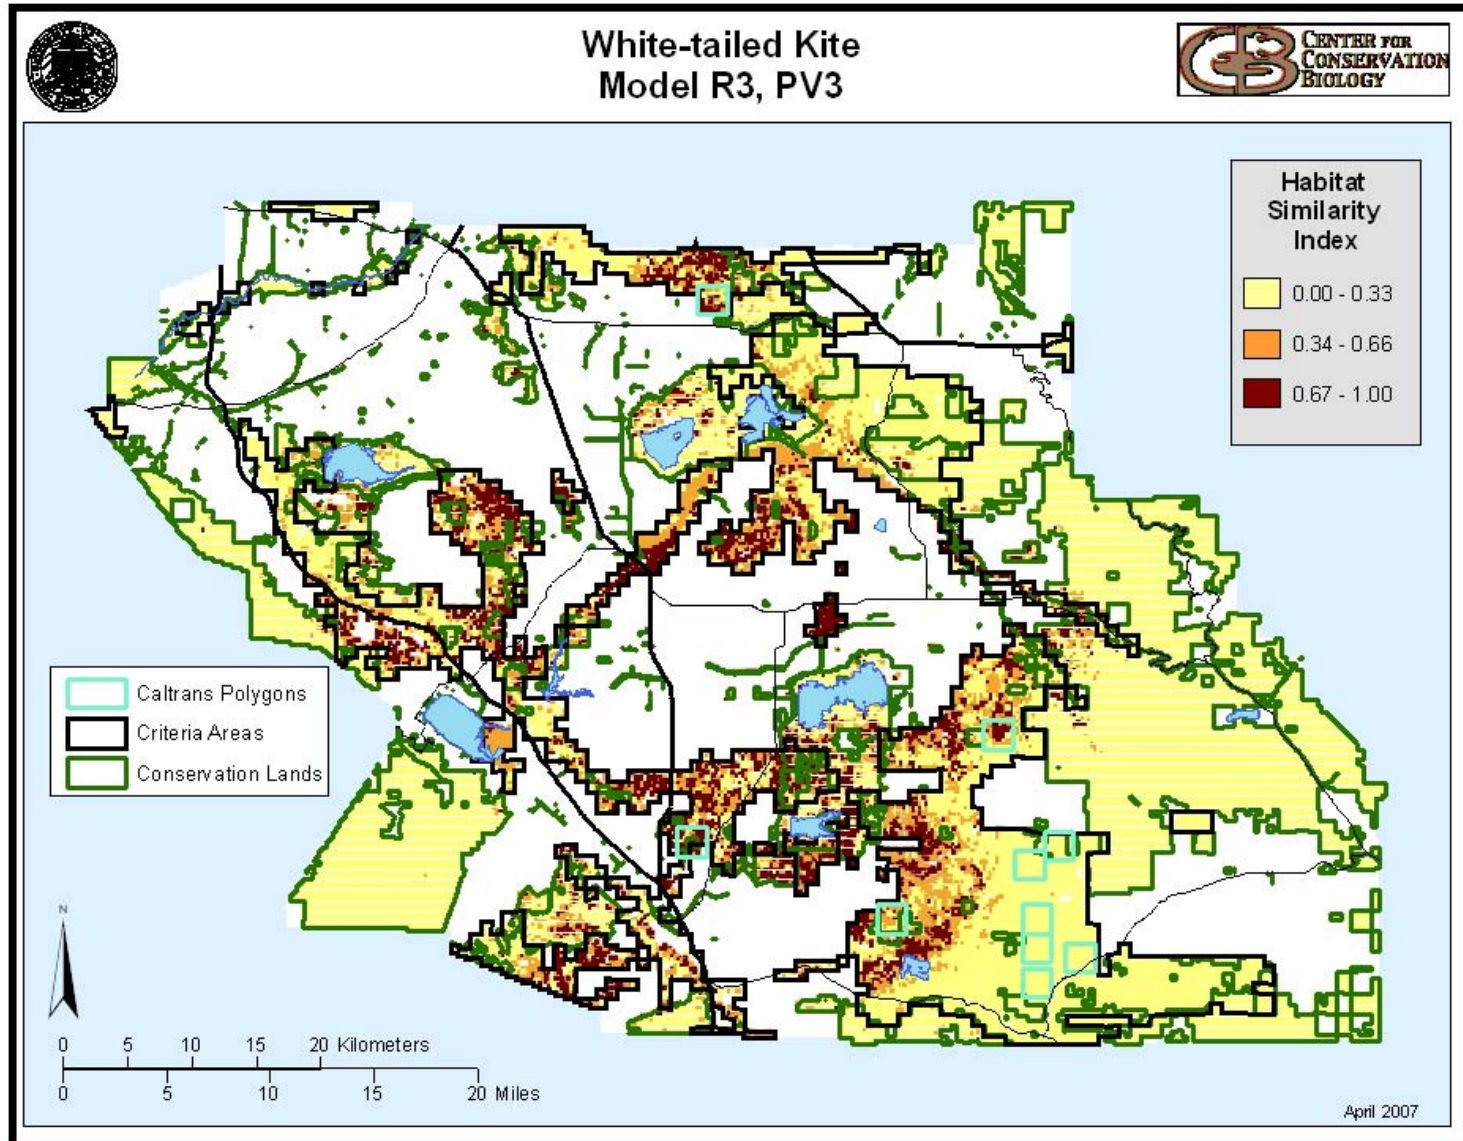 White-tailed Kite
Model R3, PV3
CENTER FOR
CONSERVATION
BIOLOGY
Habitat
Similarity
Index
0.00 - 0.33
0.34 - 0.66
0.67 - 1.00
Caltrans Polygons
Criteria Areas
Conservation Lands
N
0 5 10 15 20 Kilometers
0 5 10 15 20 Miles
April 2007